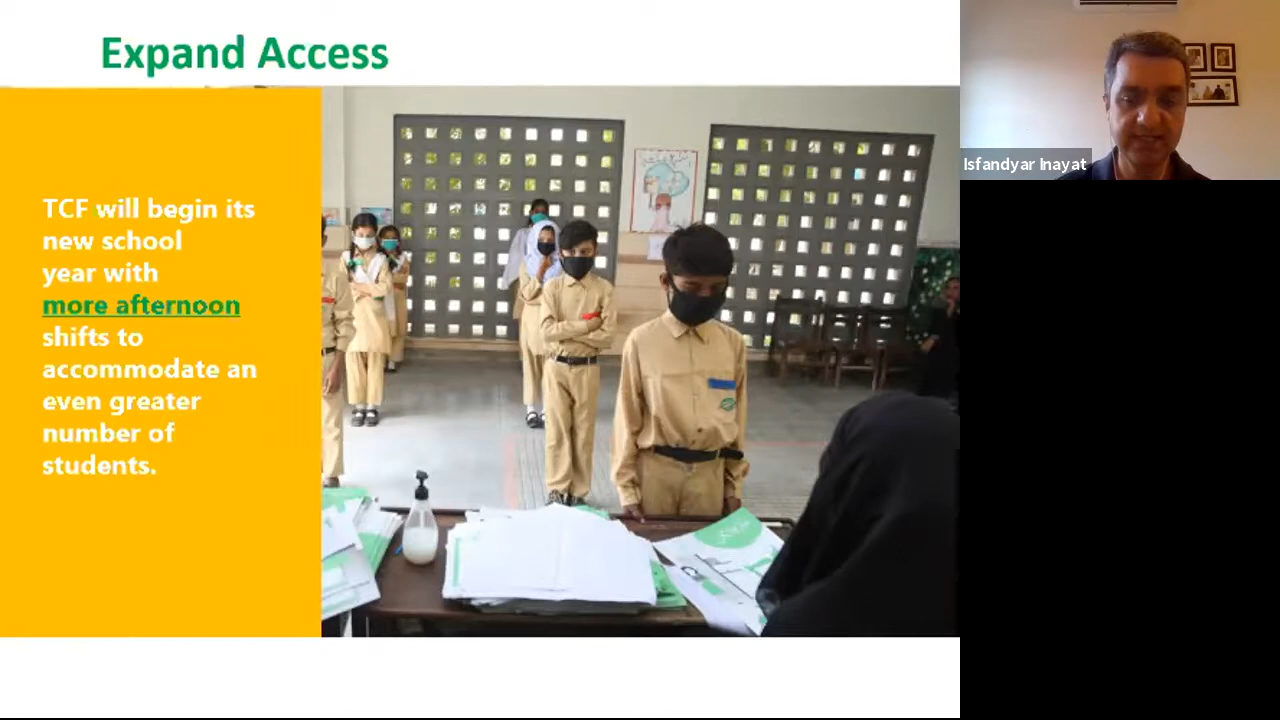 Expand Access
TCF will begin its
new school
year with
more afternoon
shifts to
accommodate an
even greater
number of
students.
Isfandyar Inayat